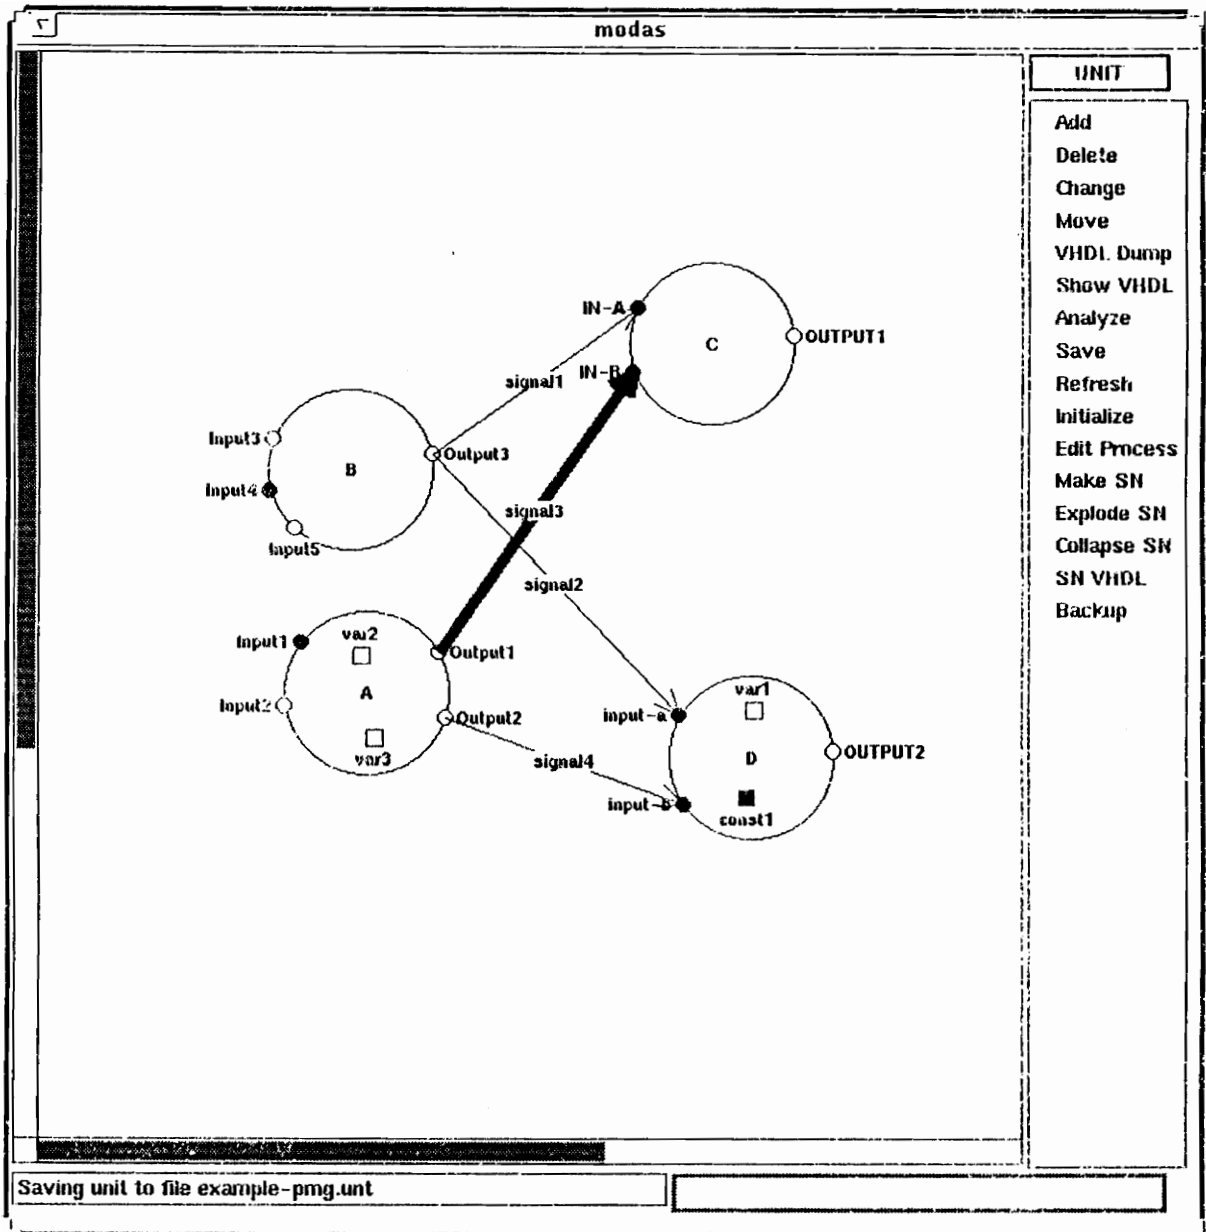 modas
UNIT
Add
Delete
Change
Move
VHDL Dump
Show VHDL
Analyze
Save
Refresh
Initialize
Edit Process
Make SN
Explode SN
Collapse SN
SN VHDL
Backup
IN-A
C
OUTPUT1
IN-B
signal1
Input3
B
Output3
Input4
signal3
Input5
signal2
Input1
var2
Output1
A
Input2
Output2
var3
signal4
var1
input-a
D
OUTPUT2
input-b
const1
Saving unit to file example-pmg.unt